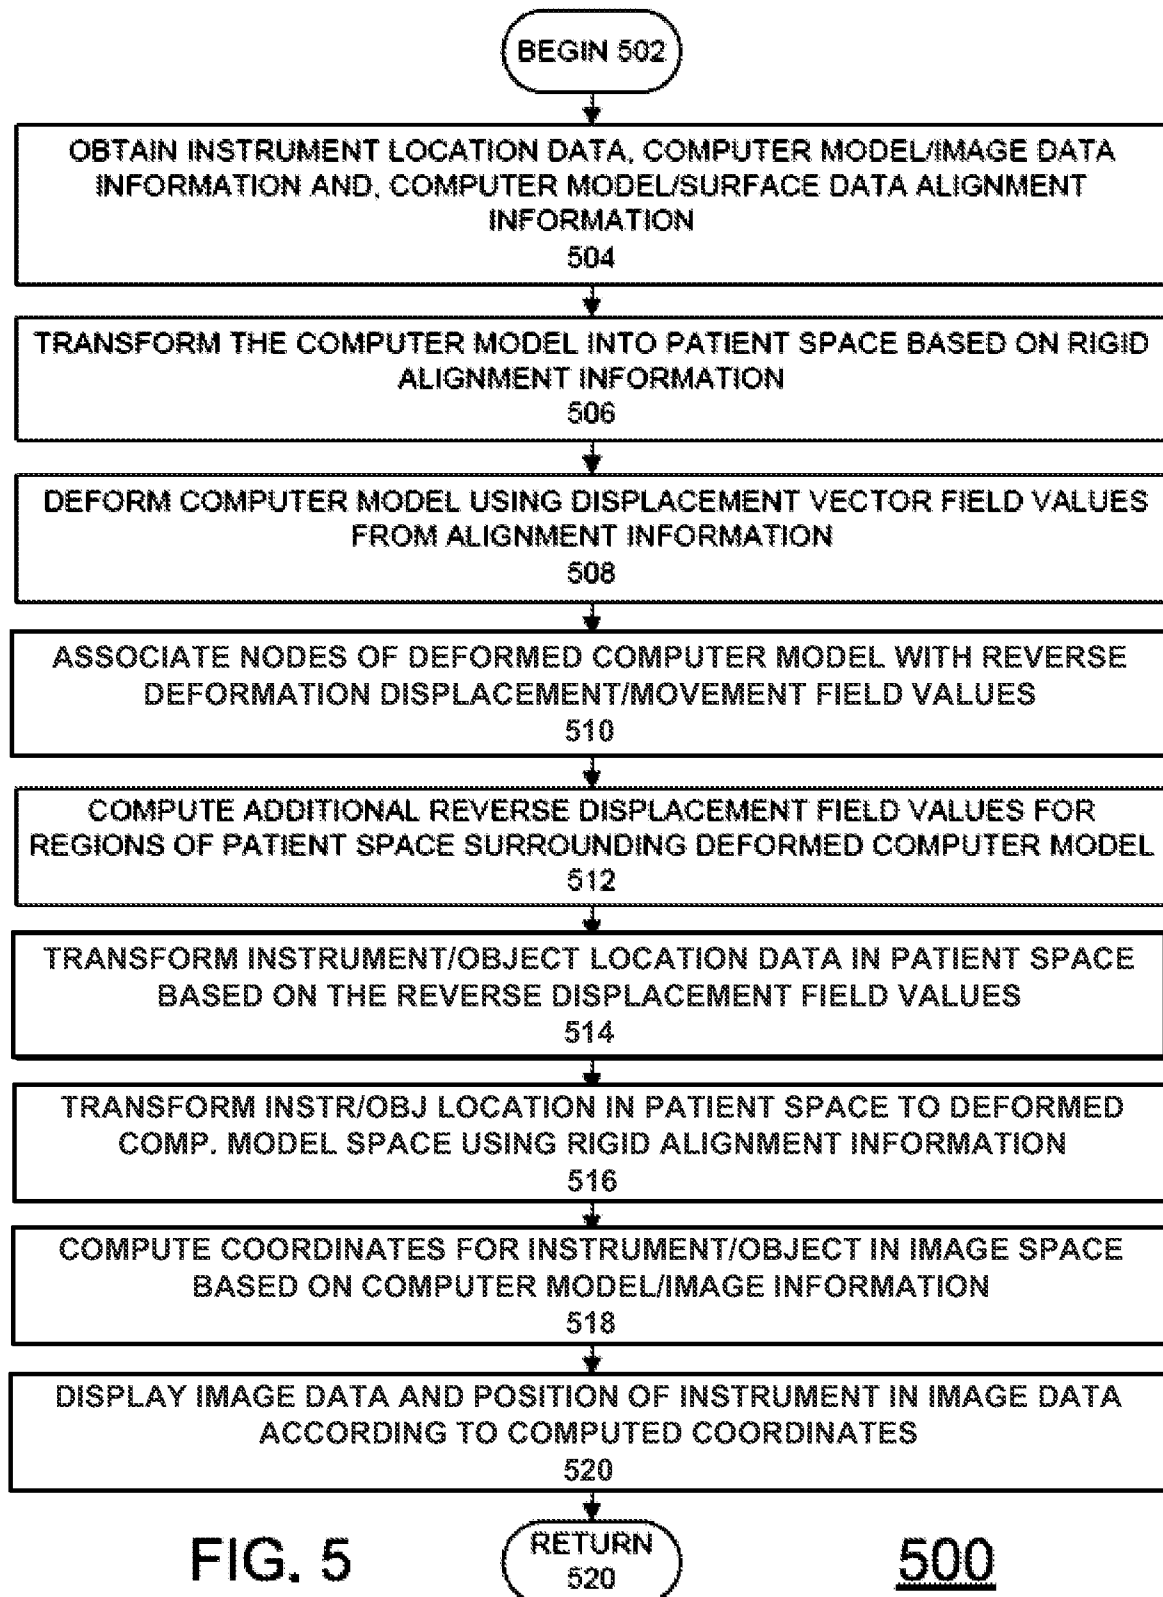 BEGIN 502
OBTAIN INSTRUMENT LOCATION DATA, COMPUTER MODEL/IMAGE DATA
INFORMATION AND, COMPUTER MODEL/SURFACE DATA ALIGNMENT
INFORMATION
504
TRANSFORM THE COMPUTER MODEL INTO PATIENT SPACE BASED ON RIGID
ALIGNMENT INFORMATION
506
DEFORM COMPUTER MODEL USING DISPLACEMENT VECTOR FIELD VALUES
FROM ALIGNMENT INFORMATION
508
ASSOCIATE NODES OF DEFORMED COMPUTER MODEL WITH REVERSE
DEFORMATION DISPLACEMENT/MOVEMENT FIELD VALUES
510
COMPUTE ADDITIONAL REVERSE DISPLACEMENT FIELD VALUES FOR
REGIONS OF PATIENT SPACE SURROUNDING DEFORMED COMPUTER MODEL
512
TRANSFORM INSTRUMENT/OBJECT LOCATION DATA IN PATIENT SPACE
BASED ON THE REVERSE DISPLACEMENT FIELD VALUES
514
TRANSFORM INSTR/OBJ LOCATION IN PATIENT SPACE TO DEFORMED
COMP. MODEL SPACE USING RIGID ALIGNMENT INFORMATION
516
COMPUTE COORDINATES FOR INSTRUMENT/OBJECT IN IMAGE SPACE
BASED ON COMPUTER MODEL/IMAGE INFORMATION
518
DISPLAY IMAGE DATA AND POSITION OF INSTRUMENT IN IMAGE DATA
ACCORDING TO COMPUTED COORDINATES
520
RETURN
520
FIG. 5
500